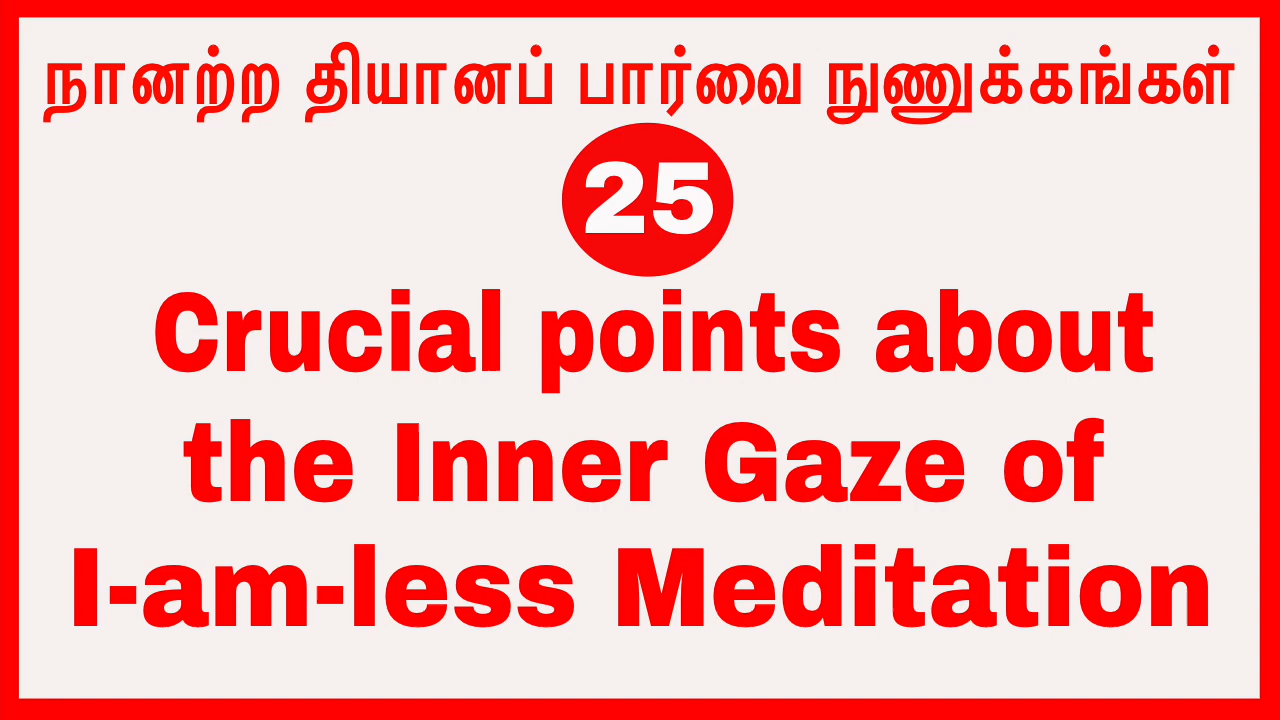 நானற்ற தியானப் பார்வை நுணுக்கங்கள்
25
Crucial points about
the Inner Gaze of
I-am-less Meditation